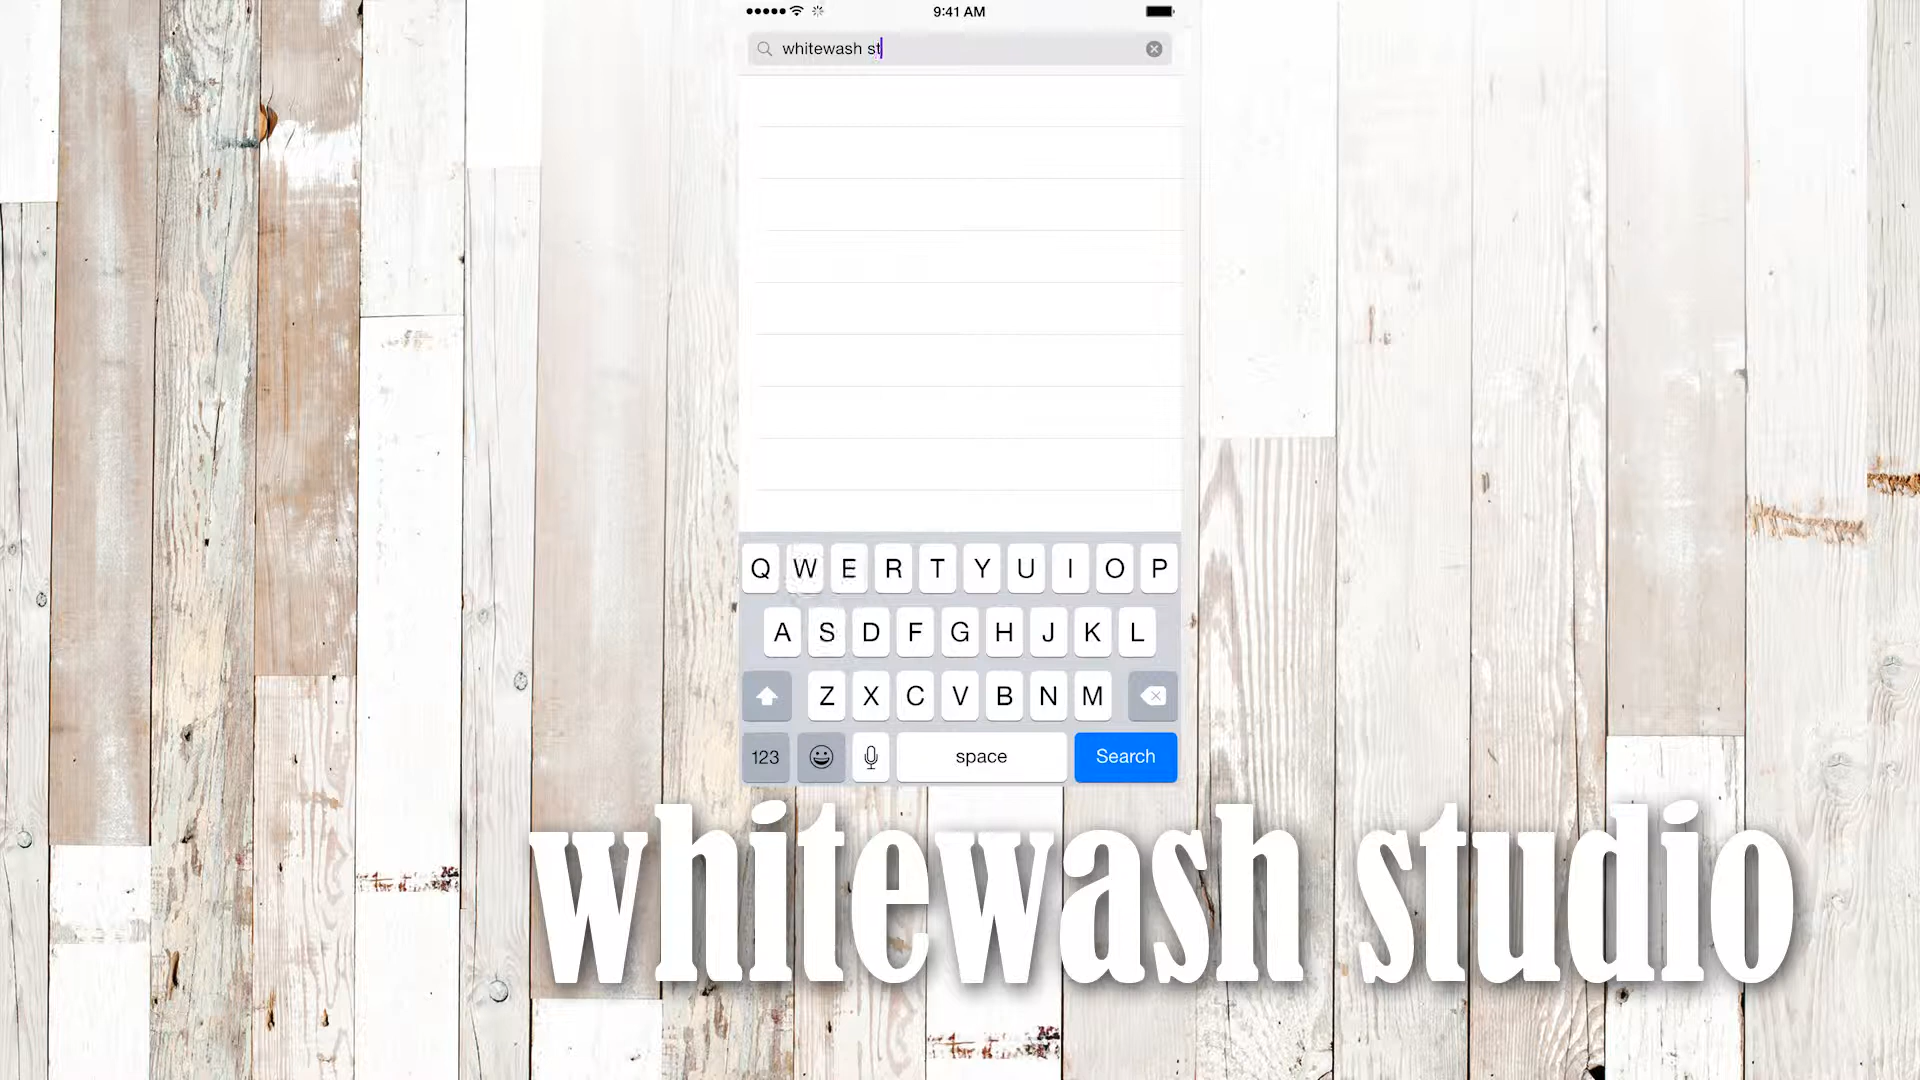 9:41 AM
whitewash st
Q W E R T Y U I O P
A S D F G H J K L
Z X C V B N M
123 space Search
whitewash studio